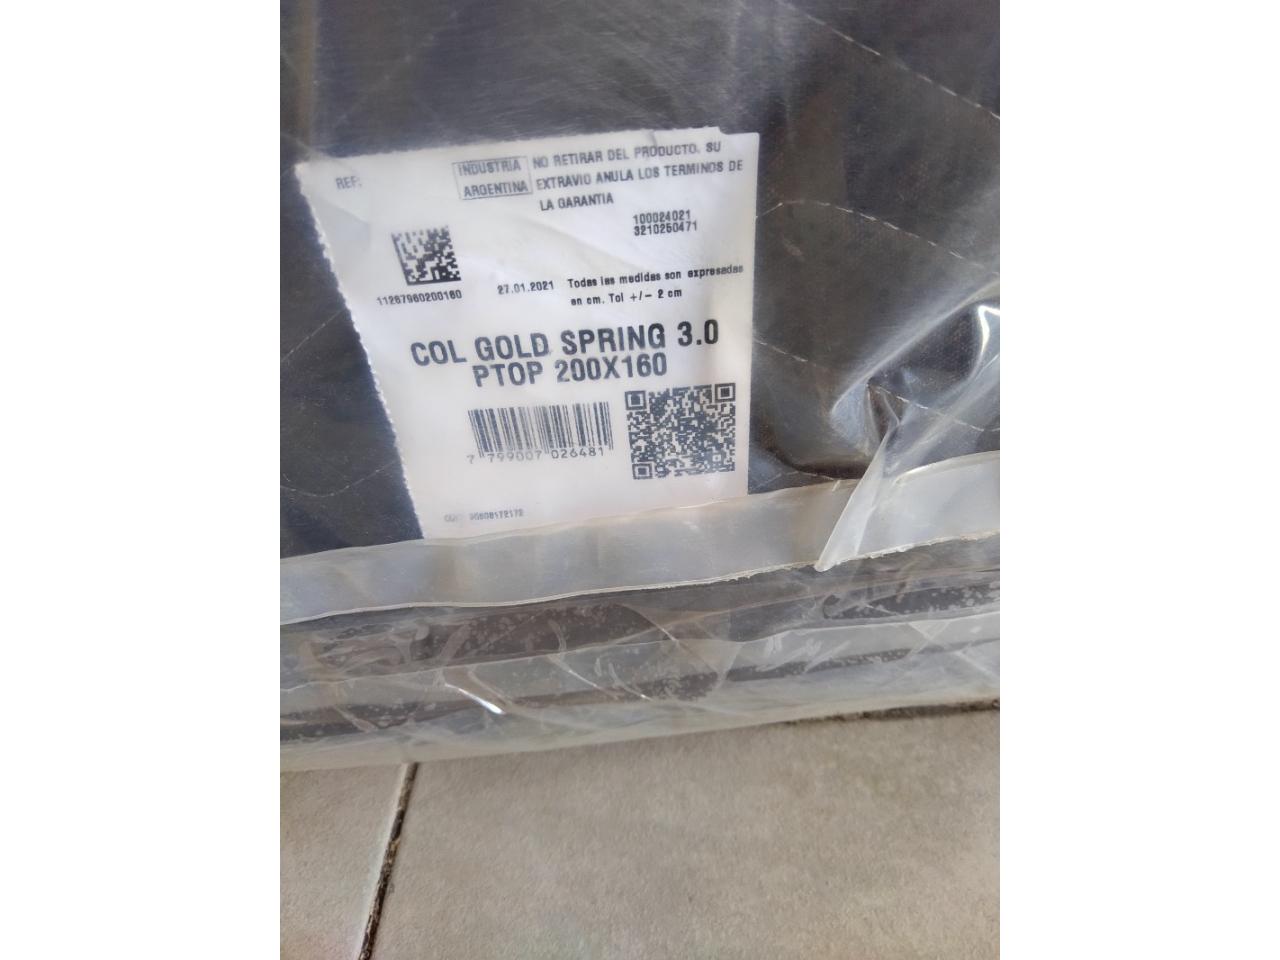 REF:
INDUSTRIA
ARGENTINA
NO RETIRAR DEL PRODUCTO. SU
EXTRAVIO ANULA LOS TERMINOS DE
LA GARANTIA
100024021
3210250471
11267960200160
27.01.2021
Todas las medidas son expresadas
en cm. Tol +/- 2 cm
COL GOLD SPRING 3.0
PTOP 200X160
7 799007 026481